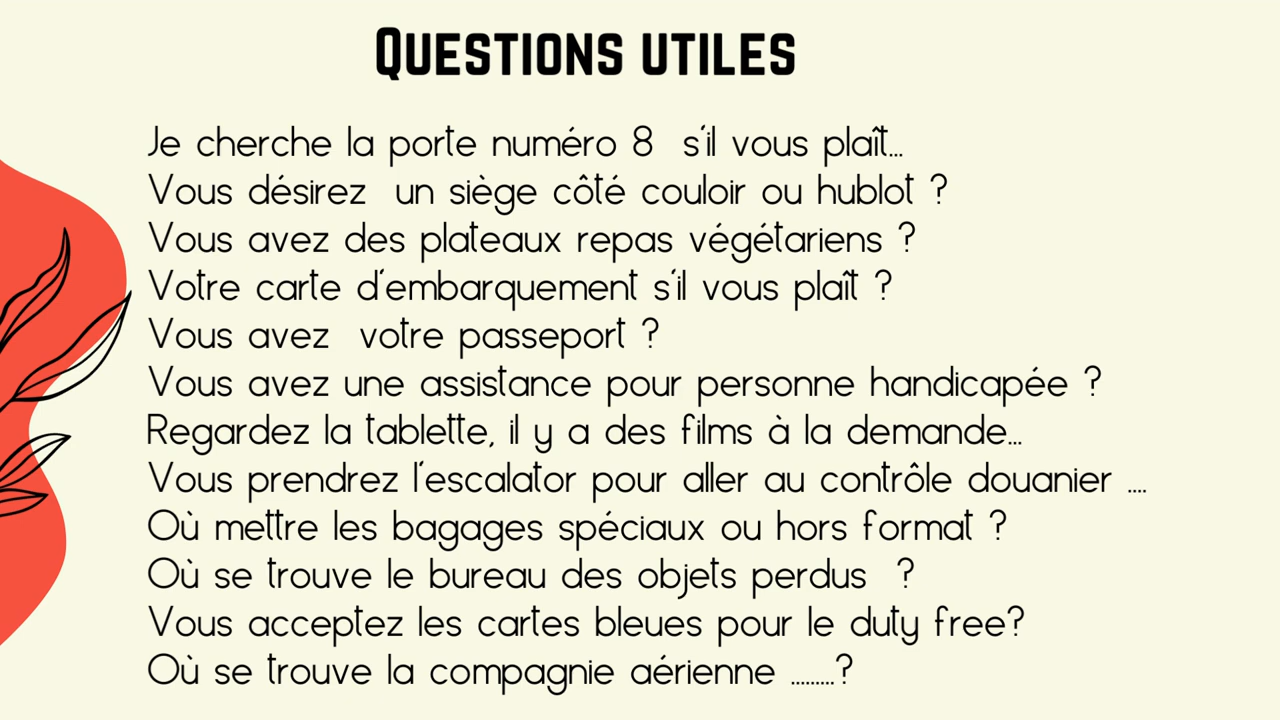 QUESTIONS UTILES
Je cherche la porte numéro 8 s'il vous plaît...
Vous désirez un siège côté couloir ou hublot ?
Vous avez des plateaux repas végétariens ?
Votre carte d'embarquement s'il vous plaît ?
Vous avez votre passeport ?
Vous avez une assistance pour personne handicapée ?
Regardez la tablette, il y a des films à la demande...
Vous prendrez l'escalator pour aller au contrôle douanier ....
Où mettre les bagages spéciaux ou hors format ?
Où se trouve le bureau des objets perdus ?
Vous acceptez les cartes bleues pour le duty free?
Où se trouve la compagnie aérienne .........?